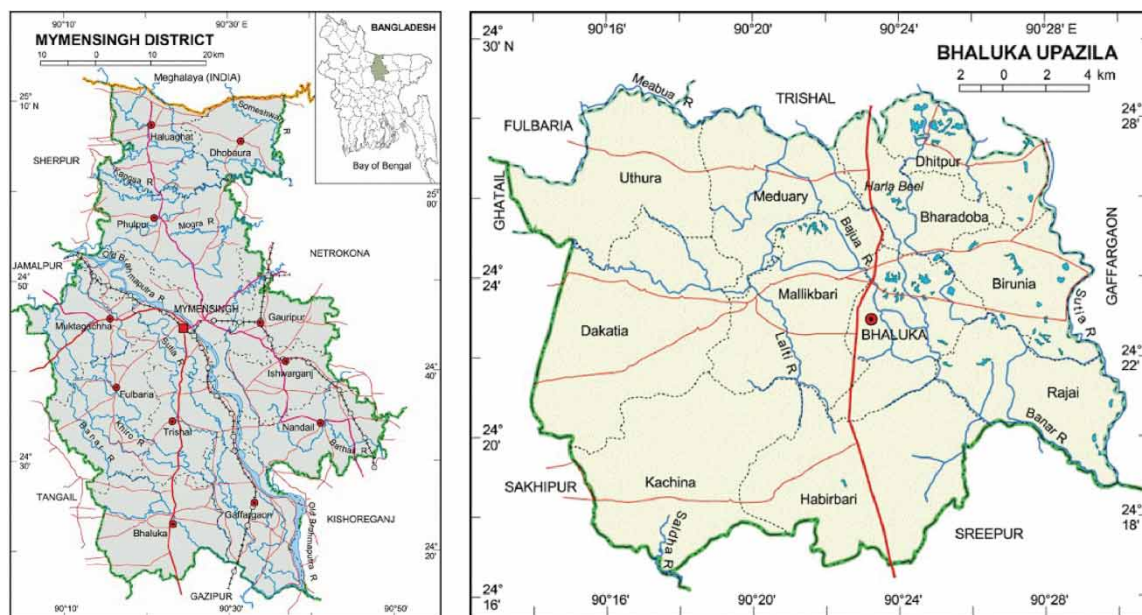 90°10'
90°30' E
MYMENSINGH DISTRICT
10 0 10 20 km
BANGLADESH
Bay of Bengal
Meghalaya (INDIA)
25°
10' N
Haluaghat
Dhobaura
SHERPUR
25°
00'
Phulpur
Mogra R
NETROKONA
JAMALPUR
Old Brahmaputra R
24°
50'
MYMENSINGH
Muktagachha
Gauripur
Sutia R
Ishwarganj
24°
40'
Fulbaria
Khiro R
Trishal
Nandail
Banar R
24°
30'
TANGAIL
Gaffargaon
KISHOREGANJ
Bhaluka
Old Brahmaputra R
24°
20'
GAZIPUR
90°10'
90°30'
90°50'
90°16'
90°20'
90°24'
90°28' E
24°
30' N
BHALUKA UPAZILA
2 0 2 4 km
Meabua R
TRISHAL
24°
28'
FULBARIA
Dhitpur
Uthura
Harla Beel
GHATAIL
Meduary
Bharadoba
Bajua R
GAFFARGAON
24°
24'
Mallikbari
Birunia
Dakatia
BHALUKA
Lafti R
24°
22'
Rajai
Banar R
24°
20'
SAKHIPUR
Kachina
Habirbari
24°
18'
Saldha R
SREEPUR
24°
16'
90°16'
90°20'
90°24'
90°28'